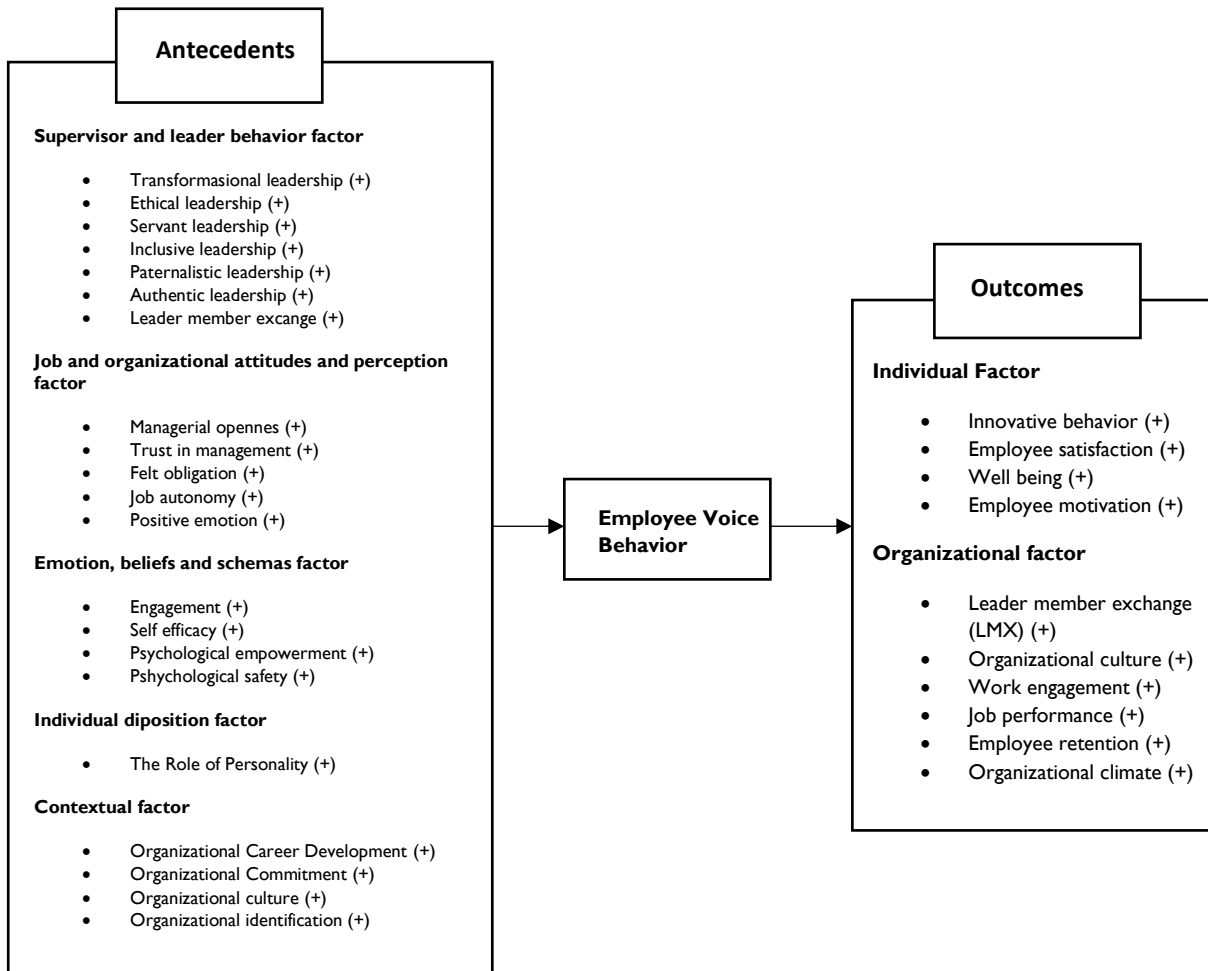 Antecedents
Supervisor and leader behavior factor
• Transformasional leadership (+)
• Ethical leadership (+)
• Servant leadership (+)
• Inclusive leadership (+)
• Paternalistic leadership (+)
• Authentic leadership (+)
• Leader member excange (+)
Job and organizational attitudes and perception
factor
• Managerial opennes (+)
• Trust in management (+)
• Felt obligation (+)
• Job autonomy (+)
• Positive emotion (+)
Emotion, beliefs and schemas factor
• Engagement (+)
• Self efficacy (+)
• Psychological empowerment (+)
• Pshychological safety (+)
Individual diposition factor
• The Role of Personality (+)
Contextual factor
• Organizational Career Development (+)
• Organizational Commitment (+)
• Organizational culture (+)
• Organizational identification (+)
Employee Voice
Behavior
Outcomes
Individual Factor
• Innovative behavior (+)
• Employee satisfaction (+)
• Well being (+)
• Employee motivation (+)
Organizational factor
• Leader member exchange
(LMX) (+)
• Organizational culture (+)
• Work engagement (+)
• Job performance (+)
• Employee retention (+)
• Organizational climate (+)